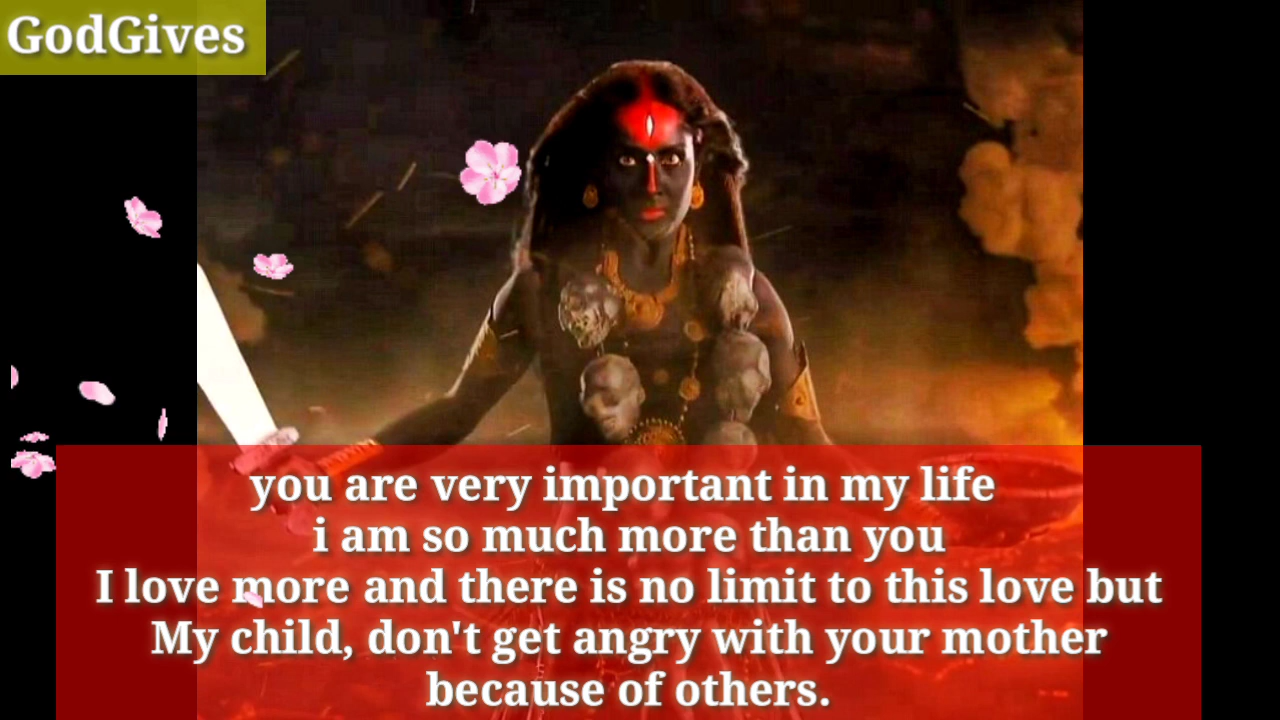 GodGives
you are very important in my life
i am so much more than you
I love more and there is no limit to this love but
My child, don't get angry with your mother
because of others.